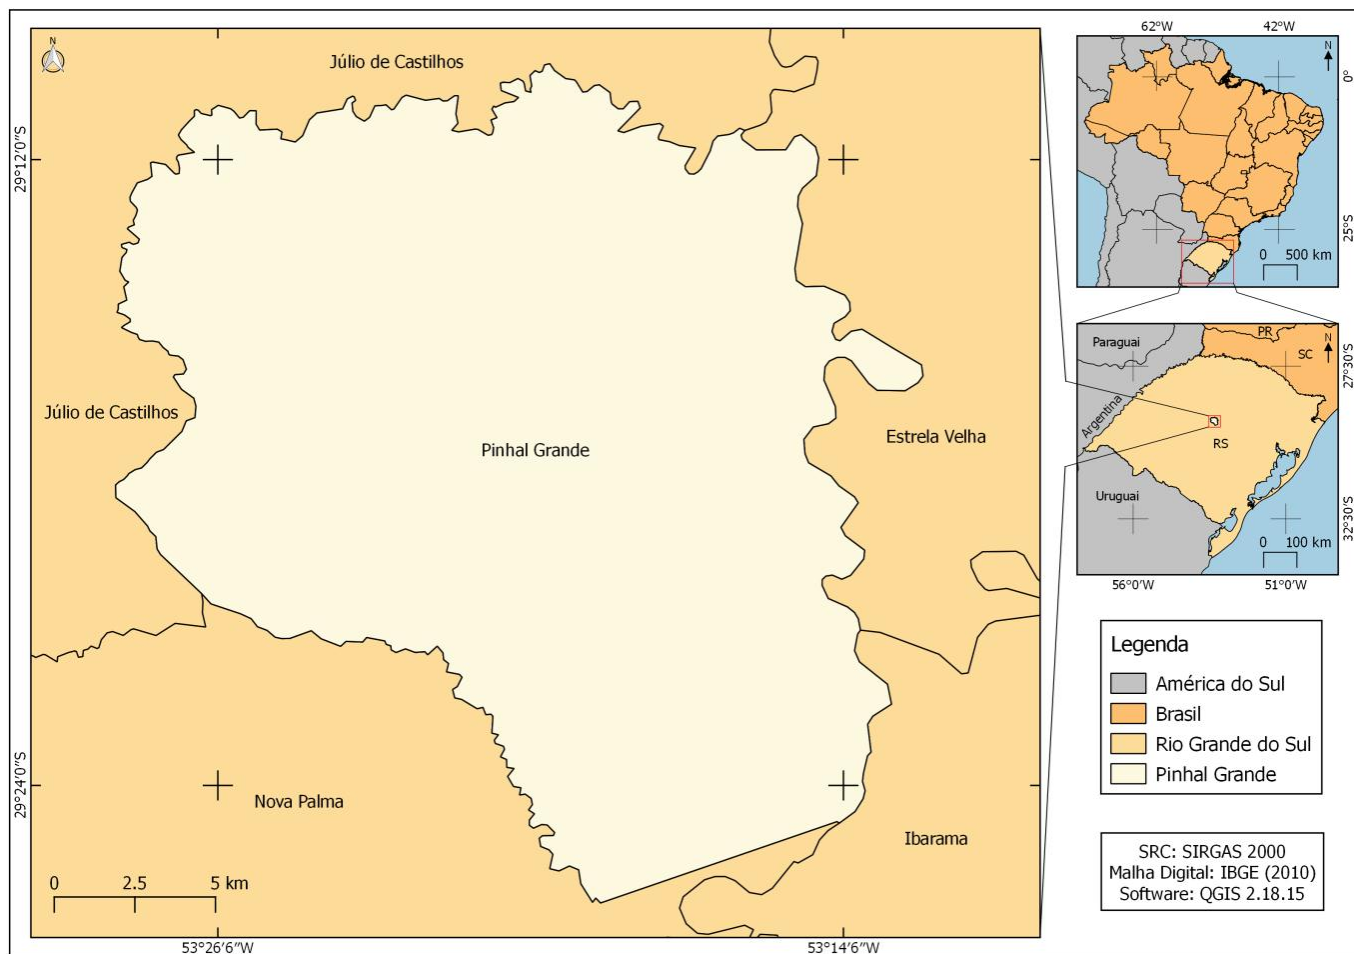 N
Júlio de Castilhos
29°12'0"S
Júlio de Castilhos
Pinhal Grande
Estrela Velha
29°24'0"S
Nova Palma
Ibarama
0 2.5 5 km
53°26'6"W
53°14'6"W
62°W
42°W
N
0°
25°S
0 500 km
Paraguai
PR
N
SC
27°30'S
Argentina
RS
Uruguai
32°30'S
0 100 km
56°0'W
51°0'W
Legenda
América do Sul
Brasil
Rio Grande do Sul
Pinhal Grande
SRC: SIRGAS 2000
Malha Digital: IBGE (2010)
Software: QGIS 2.18.15